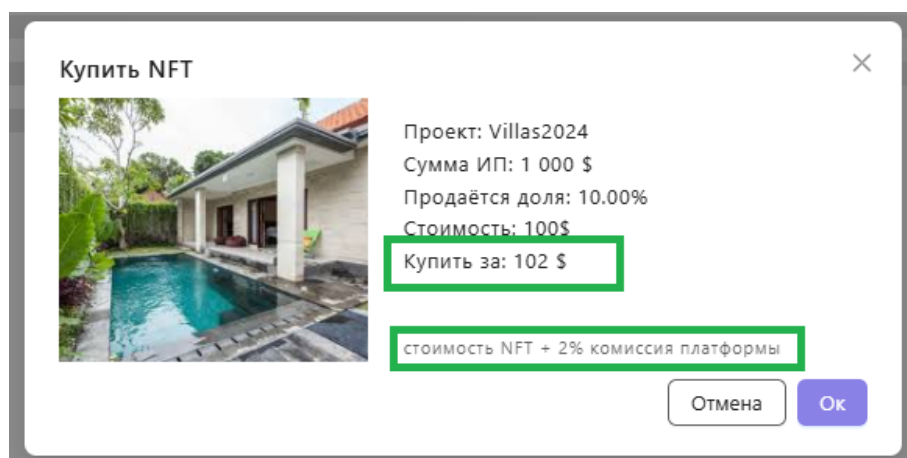 Купить NFT
Проект: Villas2024
Сумма ИП: 1 000 $
Продаётся доля: 10.00%
Стоимость: 100$
Купить за: 102 $
стоимость NFT + 2% комиссия платформы
Отмена
Ок